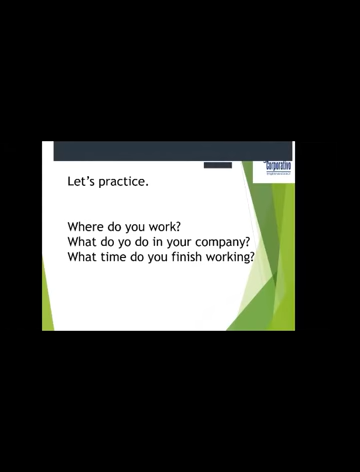 Corporativo
Let's practice.
Where do you work?
What do yo do in your company?
What time do you finish working?